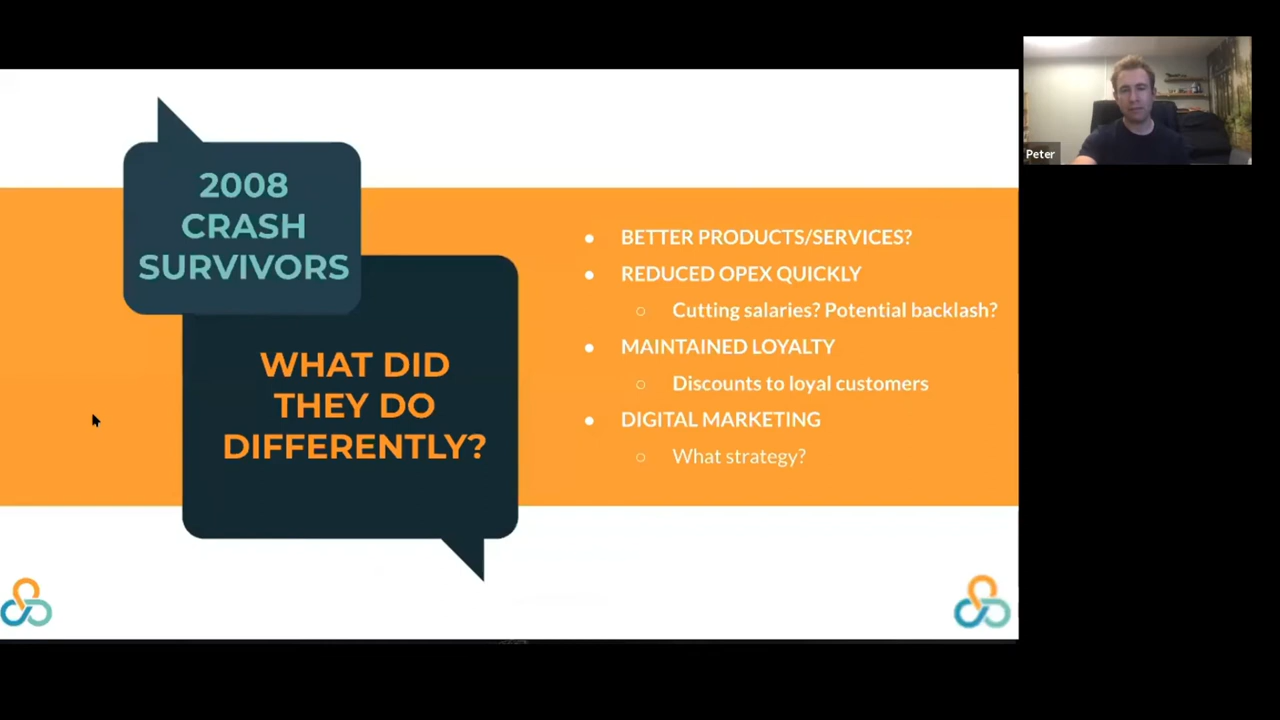 2008
CRASH
SURVIVORS
WHAT DID
THEY DO
DIFFERENTLY?
● BETTER PRODUCTS/SERVICES?
● REDUCED OPEX QUICKLY
○ Cutting salaries? Potential backlash?
● MAINTAINED LOYALTY
○ Discounts to loyal customers
● DIGITAL MARKETING
○ What strategy?
Peter